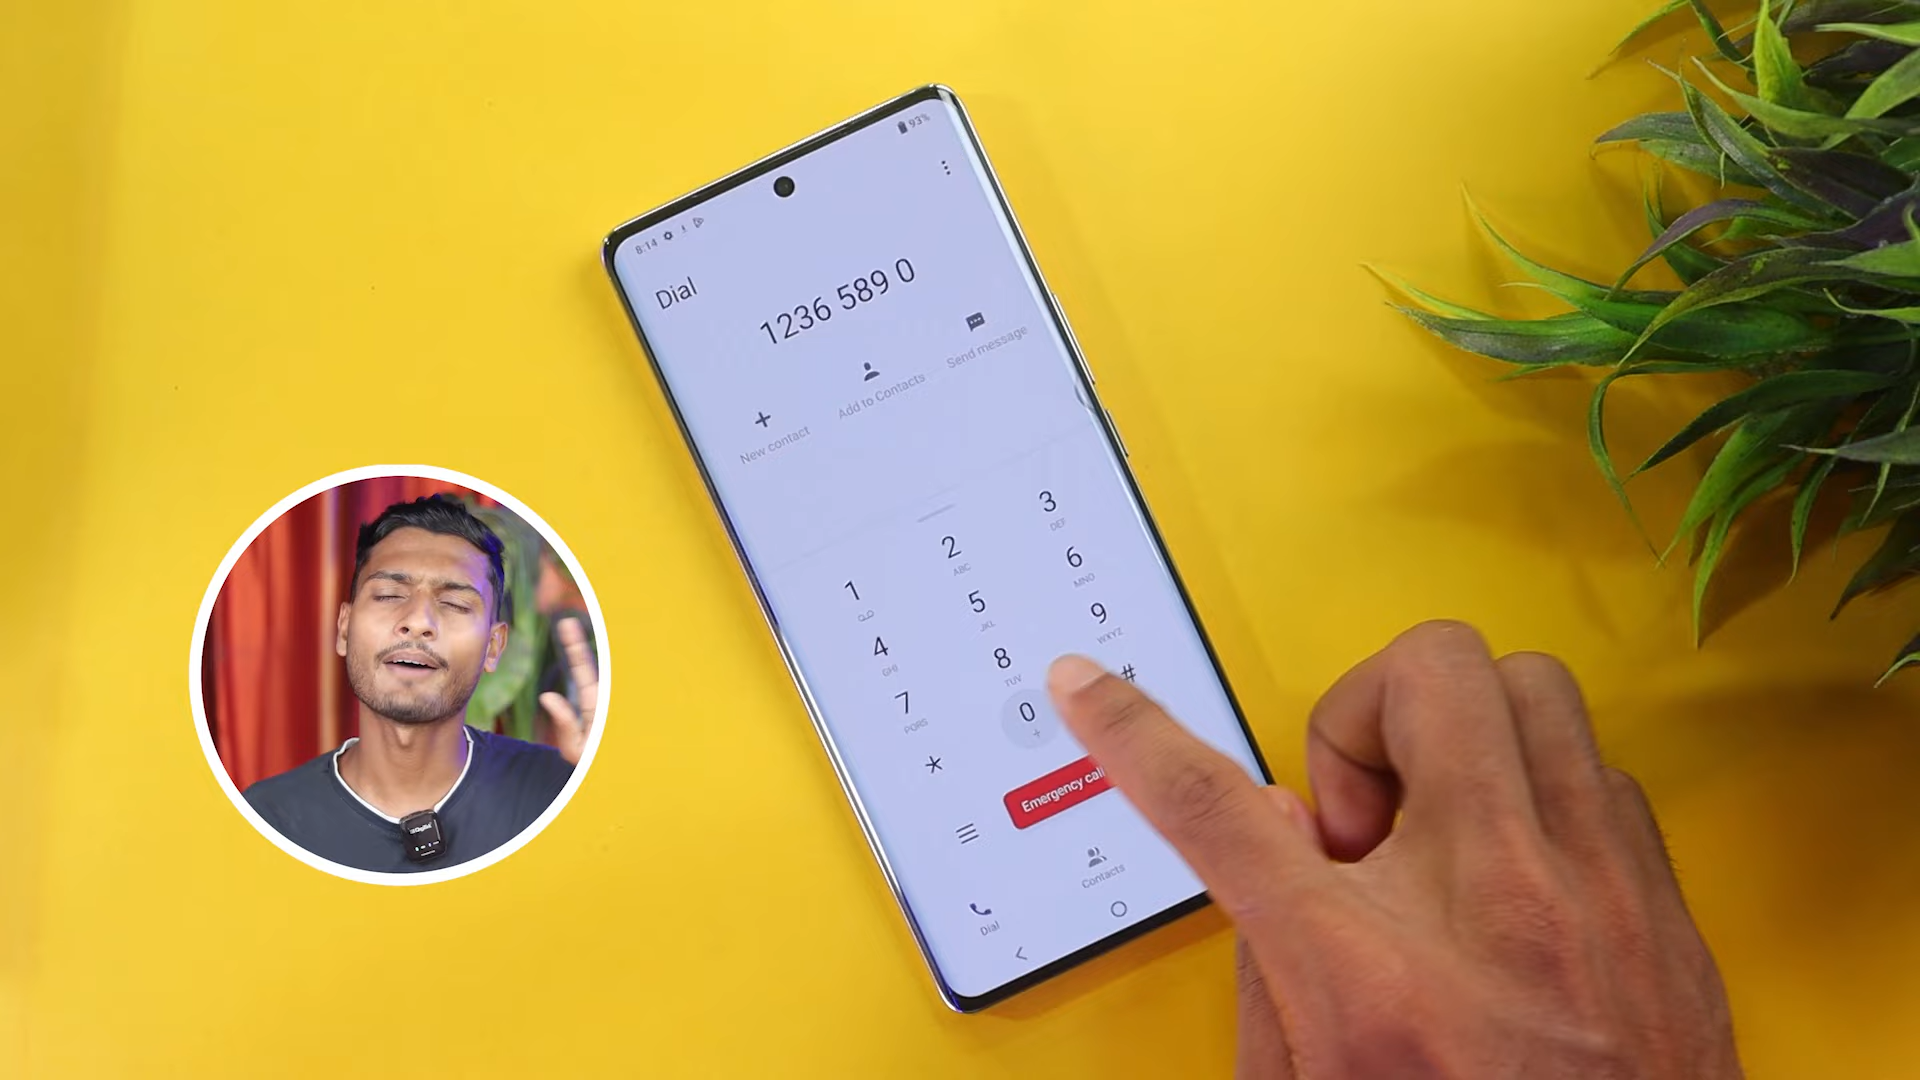 93%
8:14
Dial
1236 589 0
New contact
Add to Contacts
Send message
1
2 ABC
3 DEF
4 GHI
5 JKL
6 MNO
7 PQRS
8 TUV
9 WXYZ
*
0 +
#
Emergency call
Dial
Contacts